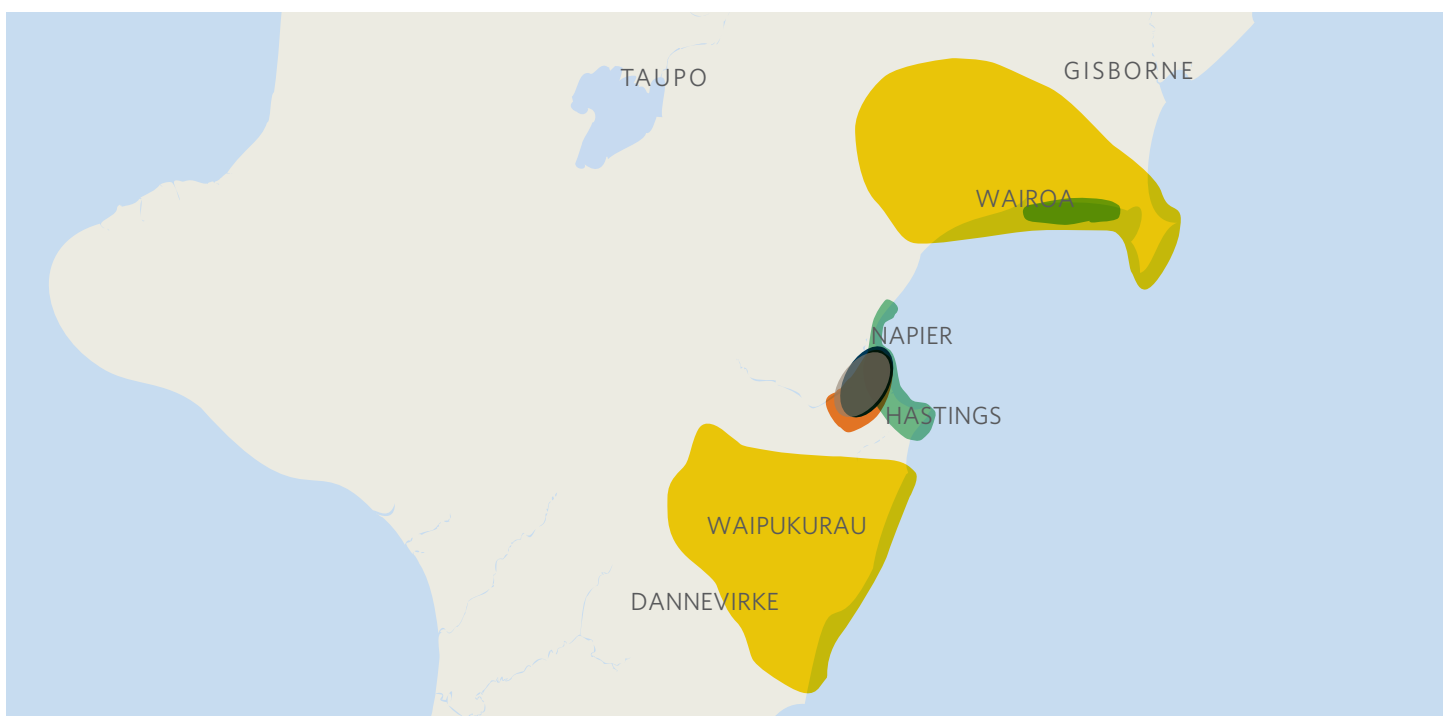 GISBORNE
TAUPO
WAIROA
NAPIER
HASTINGS
WAIPUKURAU
DANNEVIRKE